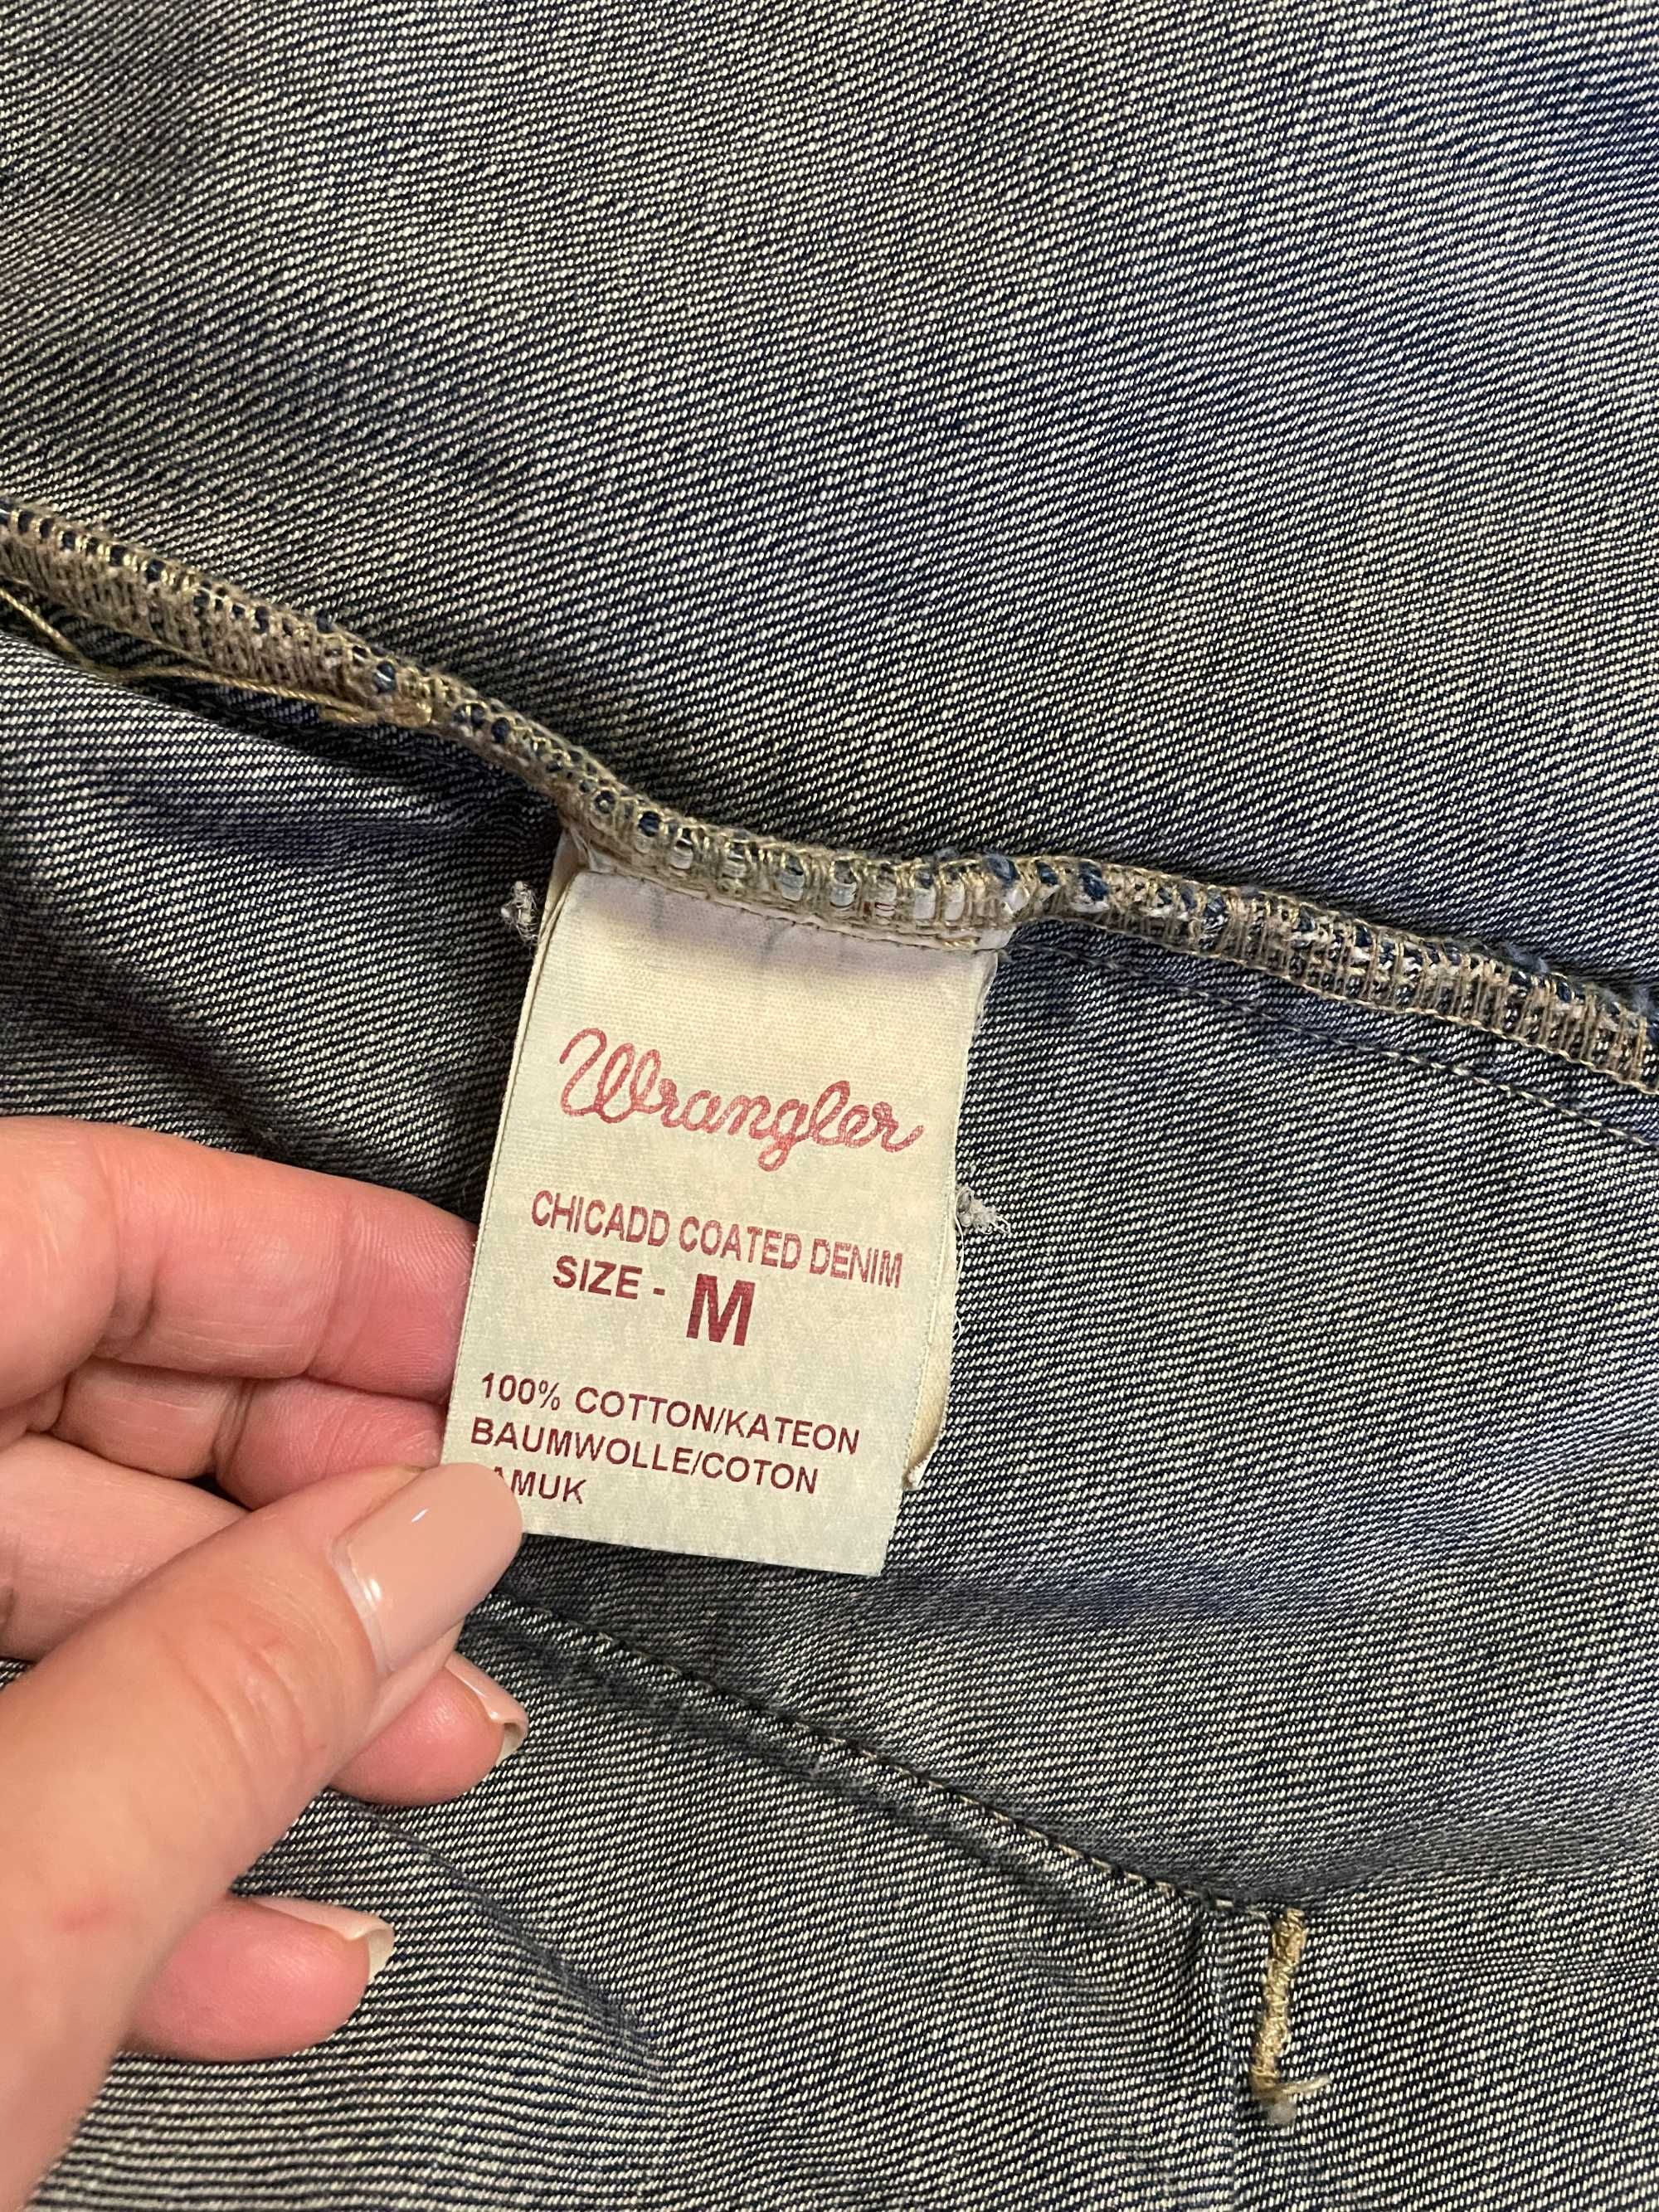 Wrangler
CHICADD COATED DENIM
SIZE - M
100% COTTON/KATEON
BAUMWOLLE/COTON
AMUK